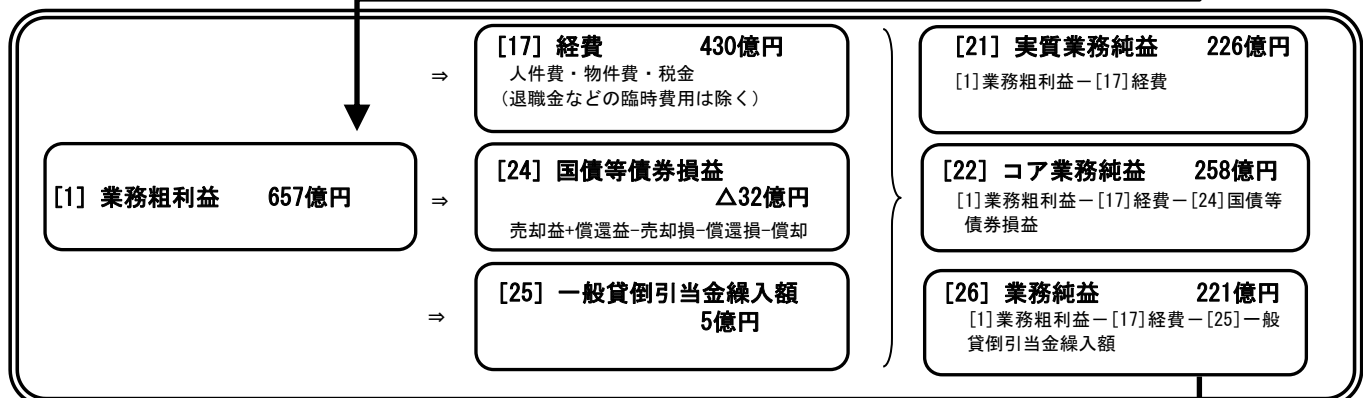 [1] 業務粗利益 657億円
⇒
[17] 経費 430億円
人件費・物件費・税金
(退職金などの臨時費用は除く)
⇒
[24] 国債等債券損益
△32億円
売却益+償還益-売却損-償還損-償却
⇒
[25] 一般貸倒引当金繰入額
5億円
[21] 実質業務純益 226億円
[1]業務粗利益-[17]経費
[22] コア業務純益 258億円
[1]業務粗利益-[17]経費-[24]国債等
債券損益
[26] 業務純益 221億円
[1]業務粗利益-[17]経費-[25]一般
貸倒引当金繰入額